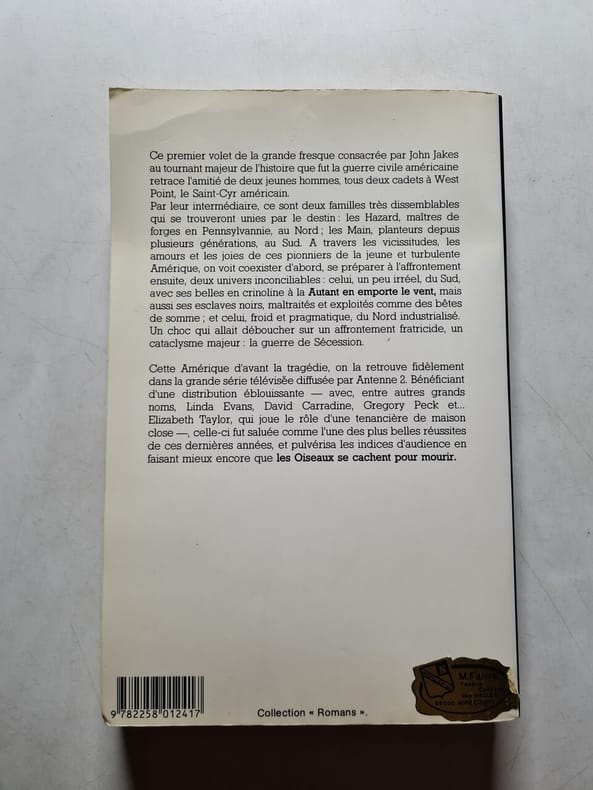 Ce premier volet de la grande fresque consacrée par John Jakes
au tournant majeur de l'histoire que fut la guerre civile américaine
retrace l'amitié de deux jeunes hommes, tous deux cadets à West
Point, le Saint-Cyr américain.
Par leur intermédiaire, ce sont deux familles très dissemblables
qui se trouveront unies par le destin : les Hazard, maîtres de
forges en Pennsylvannie, au Nord ; les Main, planteurs depuis
plusieurs générations, au Sud. A travers les vicissitudes, les
amours et les joies de ces pionniers de la jeune et turbulente
Amérique, on voit coexister d'abord, se préparer à l'affrontement
ensuite, deux univers inconciliables : celui, un peu irréel, du Sud,
avec ses belles en crinoline à la Autant en emporte le vent, mais
aussi ses esclaves noirs, maltraités et exploités comme des bêtes
de somme ; et celui, froid et pragmatique, du Nord industrialisé.
Un choc qui allait déboucher sur un affrontement fratricide, un
cataclysme majeur : la guerre de Sécession.
Cette Amérique d'avant la tragédie, on la retrouve fidèlement
dans la grande série télévisée diffusée par Antenne 2. Bénéficiant
d'une distribution éblouissante — avec, entre autres grands
noms, Linda Evans, David Carradine, Gregory Peck et...
Elizabeth Taylor, qui joue le rôle d'une tenancière de maison
close —, celle-ci fut saluée comme l'une des plus belles réussites
de ces dernières années, et pulvérisa les indices d'audience en
faisant mieux encore que les Oiseaux se cachent pour mourir.
9 782258 012417
Collection « Romans ».
M. Faivre